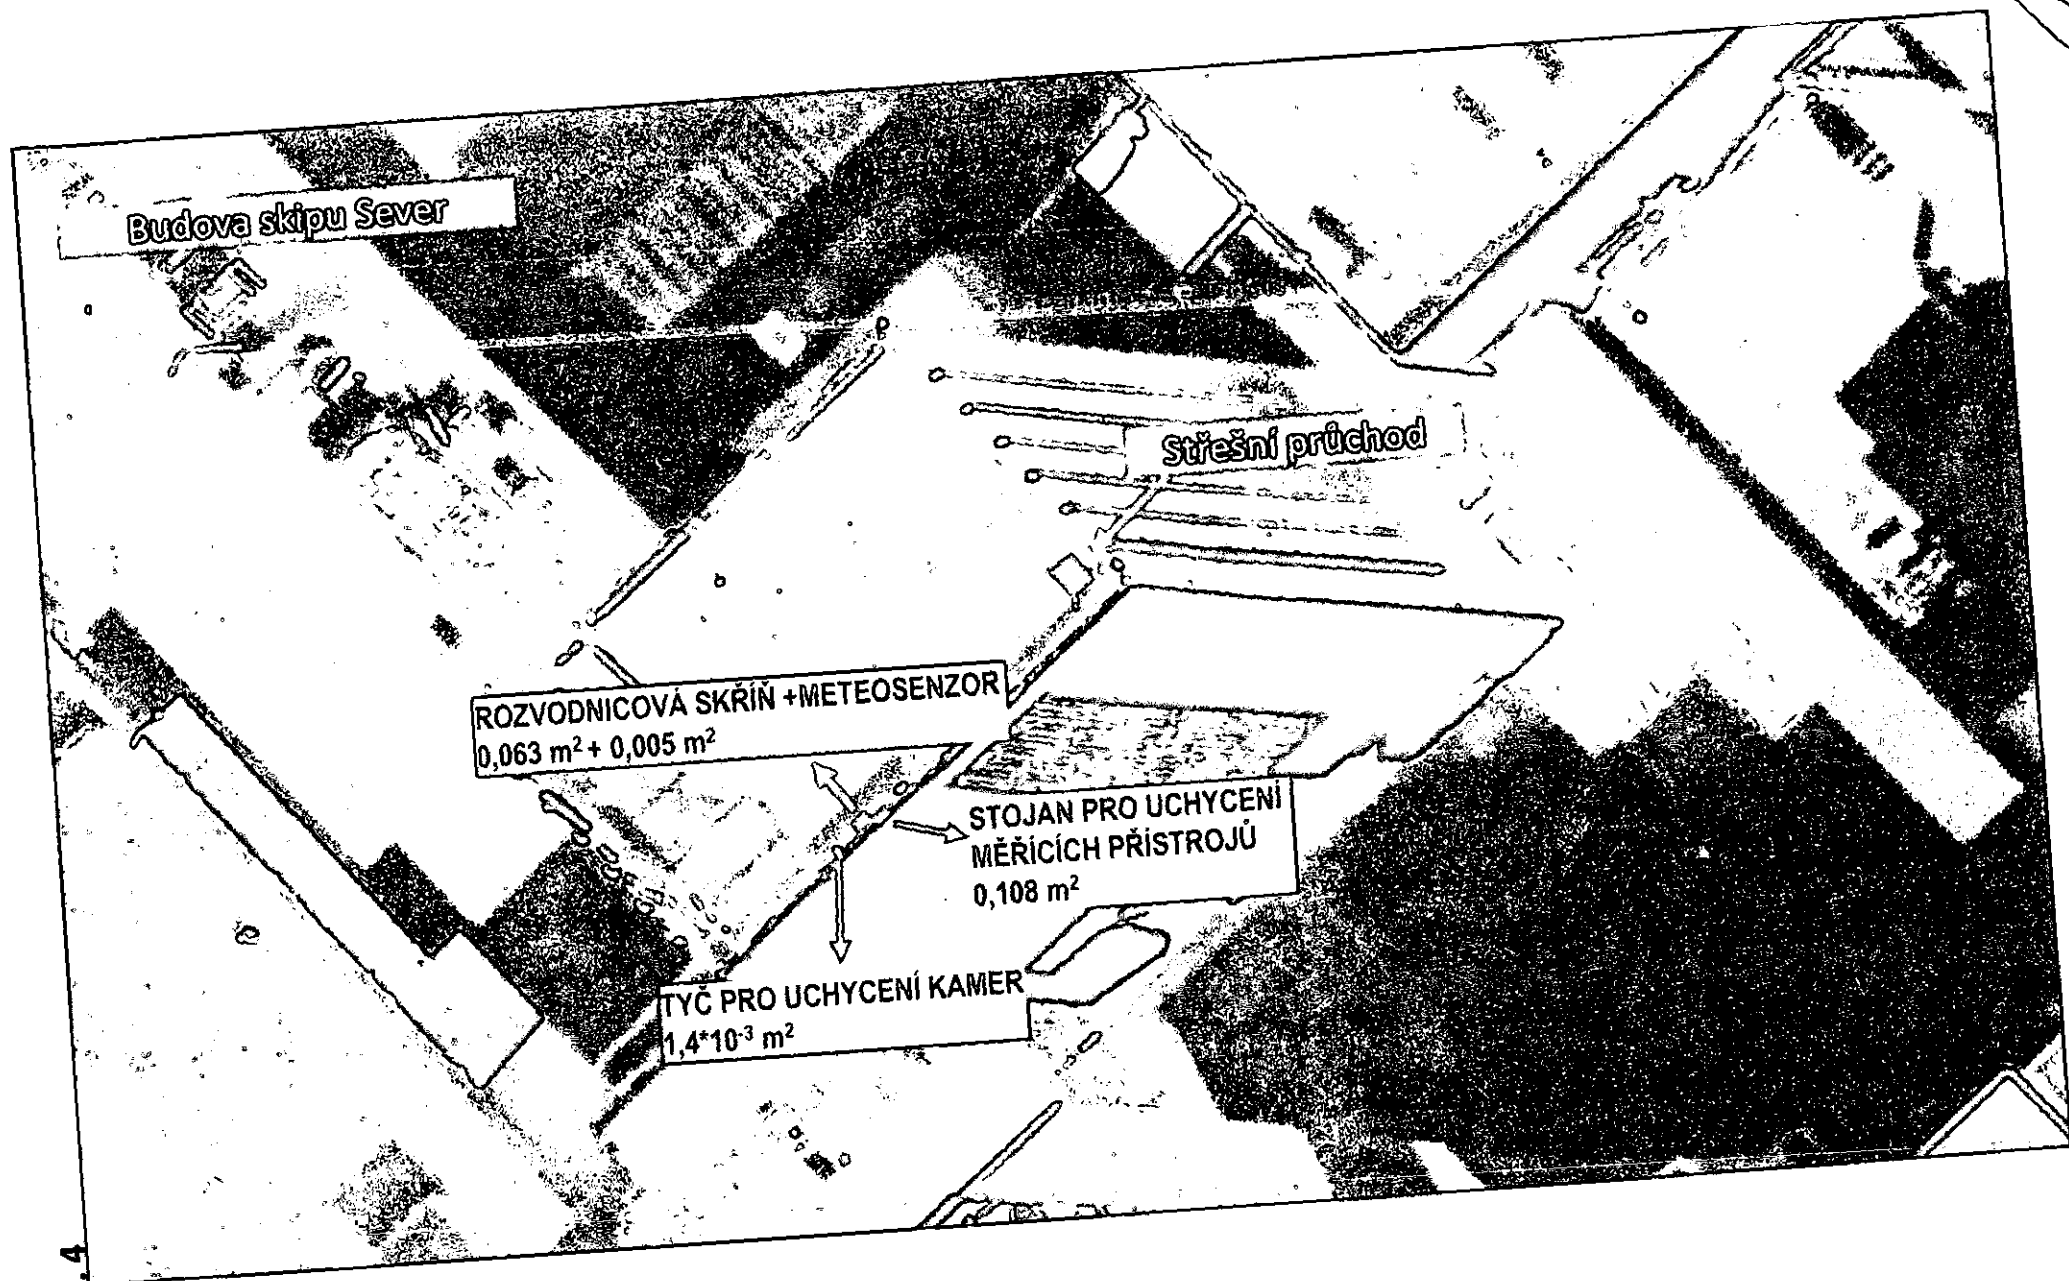 Budova skipu Sever
Střešní průchod
ROZVODNICOVÁ SKŘÍŇ +METEOSENZOR
0,063 m² + 0,005 m²
STOJAN PRO UCHYCENÍ
MĚŘÍCÍCH PŘÍSTROJŮ
0,108 m²
TYČ PRO UCHYCENÍ KAMER
1,4*10⁻³ m²
4